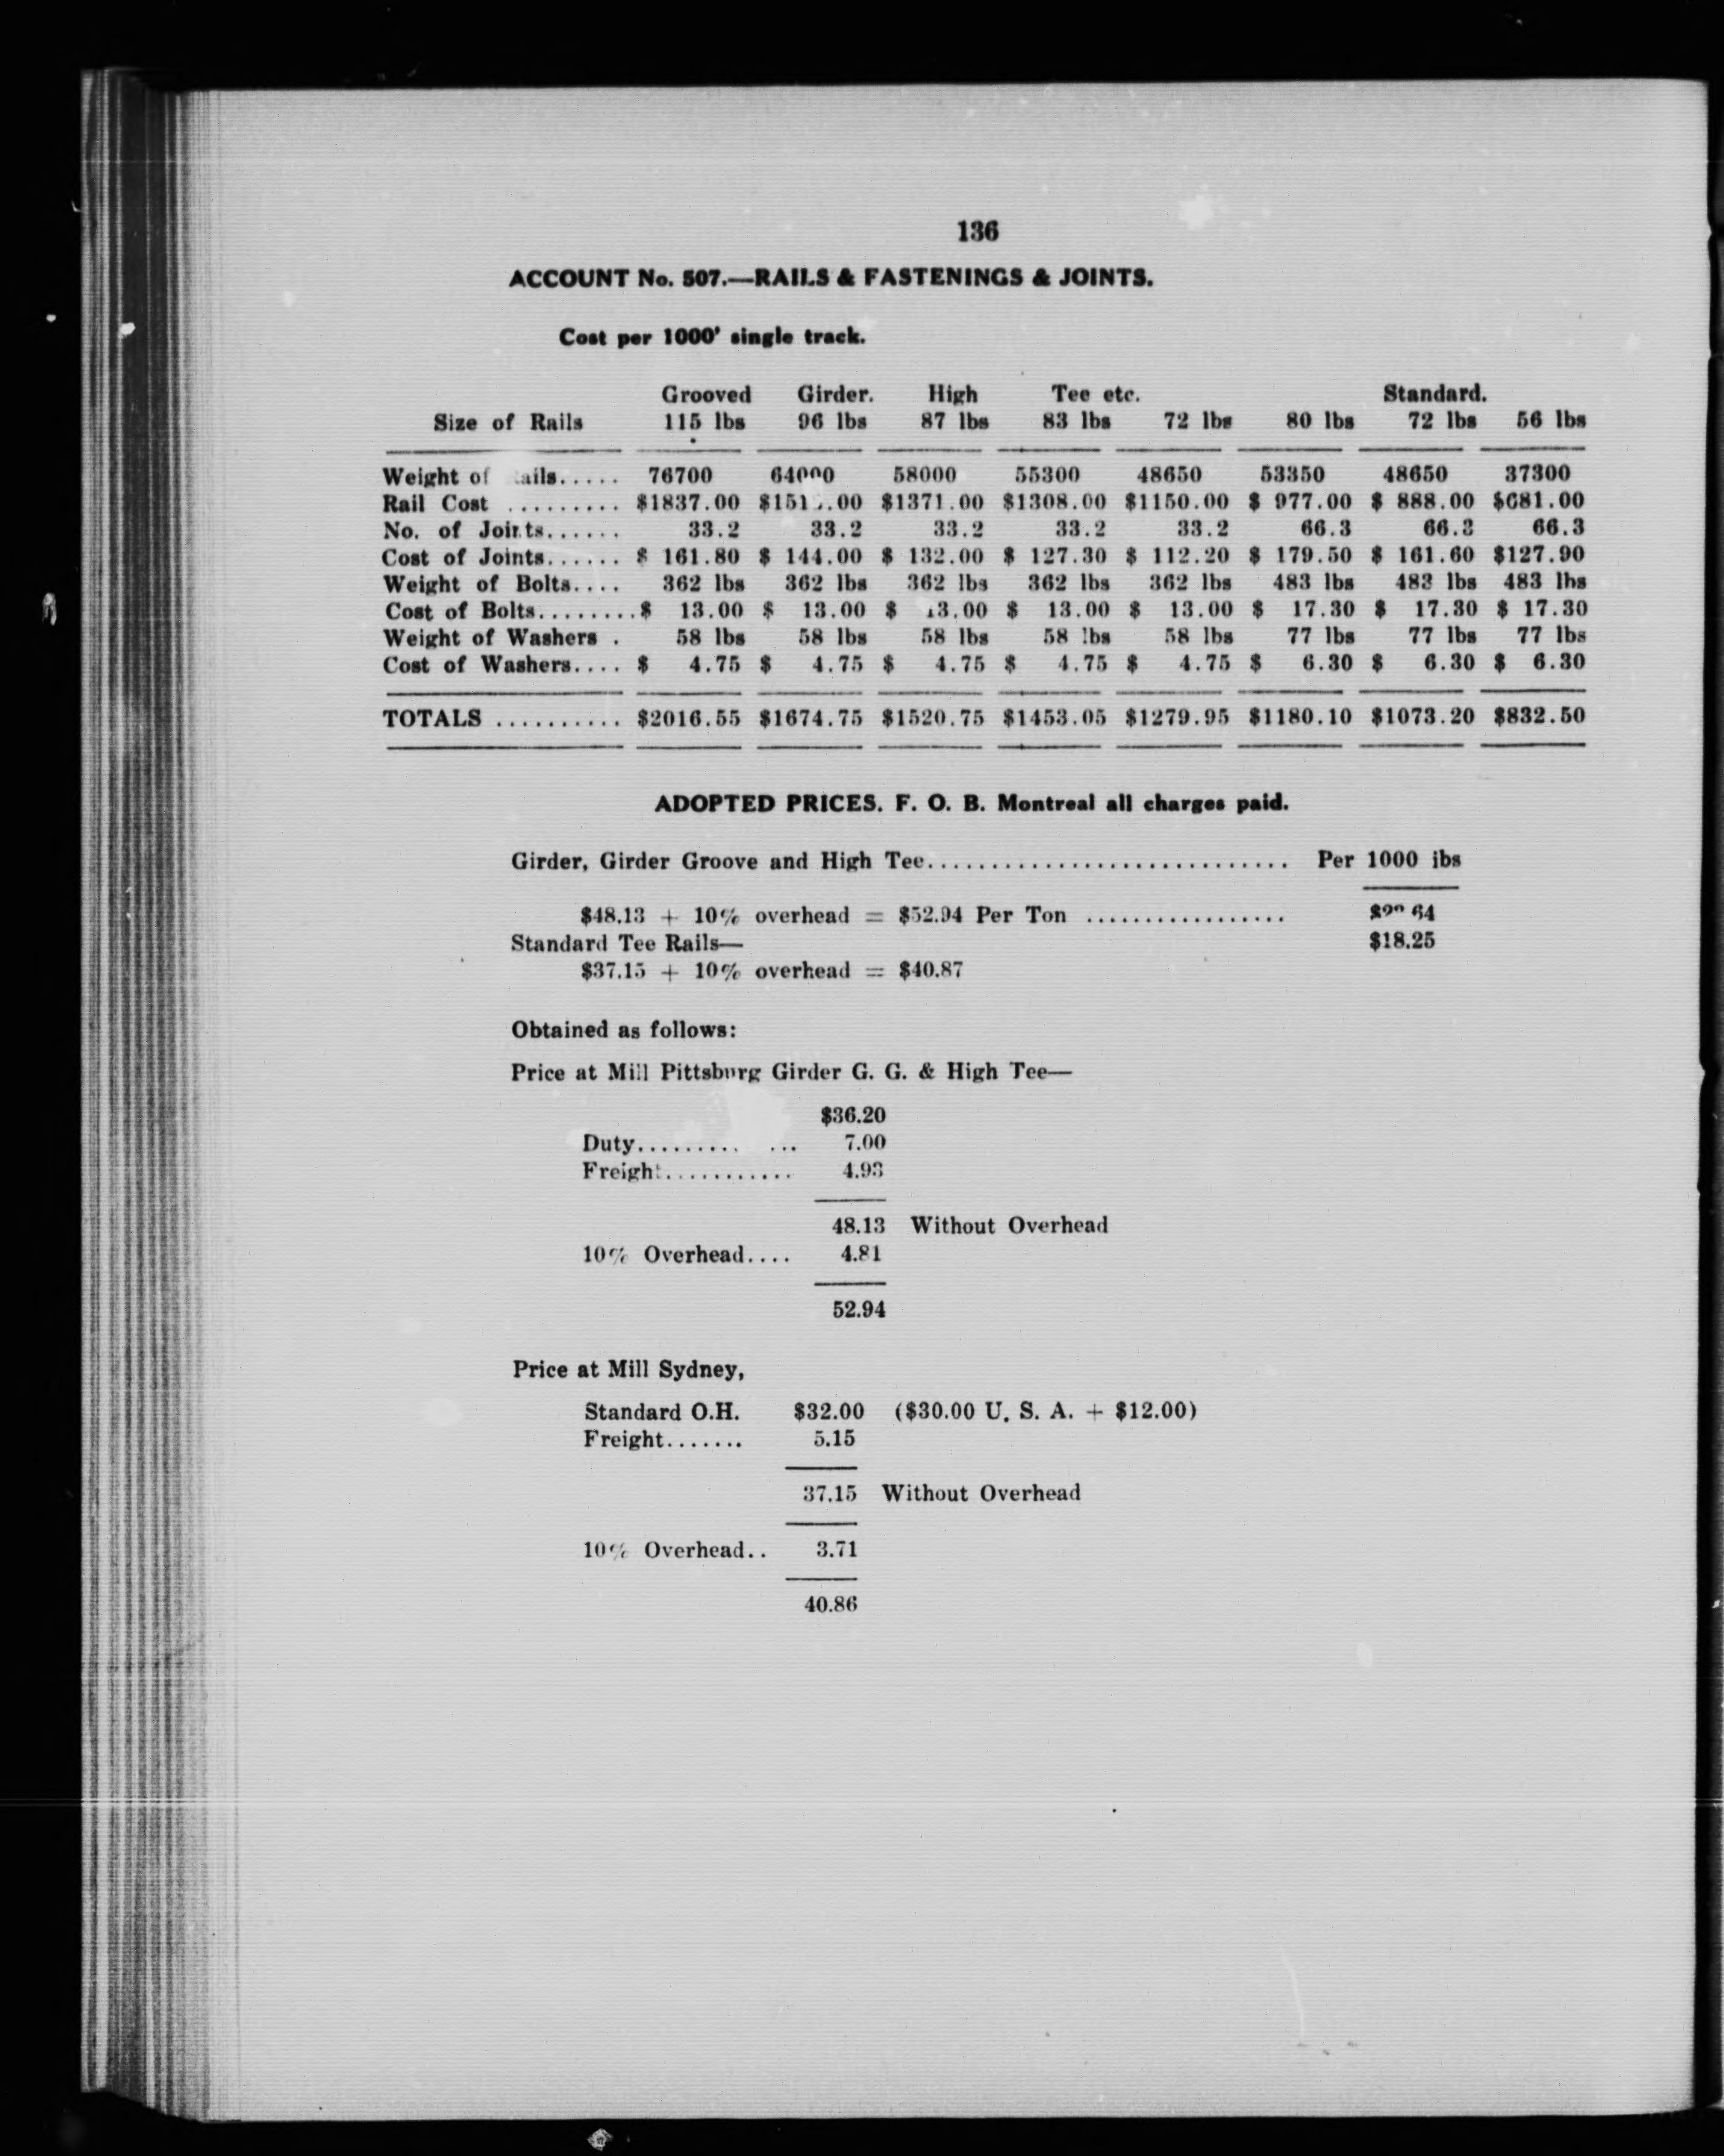 136
ACCOUNT No. 507.—RAILS & FASTENINGS & JOINTS.
Cost per 1000' single track.
Grooved Girder. High Tee etc. Standard.
Size of Rails 115 lbs 96 lbs 87 lbs 83 lbs 72 lbs 80 lbs 72 lbs 56 lbs
Weight of 76700 58000 55300 48650 53350 48650 37300
Rail Cost ......... $1837.00 $1371.00 $1308.00 $1150.00 $ 977.00 $ 888.00 $681.00
No. of Joints...... 33.2 33.2 33.2 33.2 33.2 66.3 66.3 66.3
Cost of Joints...... $ 161.80 $ 144.00 $ 132.00 $ 127.30 $ 112.20 $ 179.50 $ 161.60 $127.90
Weight of Bolts.... 362 lbs 362 lbs 362 lbs 362 lbs 362 lbs 483 lbs 483 lbs 483 lbs
Cost of Bolts........ $ 13.00 $ 13.00 $ 13.00 $ 13.00 $ 13.00 $ 17.30 $ 17.30 $ 17.30
Weight of Washers . 58 lbs 58 lbs 58 lbs 58 lbs 58 lbs 77 lbs 77 lbs 77 lbs
Cost of Washers.... $ 4.75 $ 4.75 $ 4.75 $ 4.75 $ 4.75 $ 6.30 $ 6.30 $ 6.30
TOTALS .......... $2016.55 $1674.75 $1520.75 $1453.05 $1279.95 $1180.10 $1073.20 $832.50
ADOPTED PRICES. F. O. B. Montreal all charges paid.
Girder, Girder Groove and High Tee............................ Per 1000 lbs
$48.13 + 10% overhead = $52.94 Per Ton .................
Standard Tee Rails— $18.25
$37.15 + 10% overhead = $40.87
Obtained as follows:
Price at Mill Pittsburg Girder G. G. & High Tee—
$36.20
Duty......... ... 7.00
Freight........... 4.93
48.13 Without Overhead
10% Overhead.... 4.81
52.94
Price at Mill Sydney,
Standard O.H. $32.00 ($30.00 U. S. A. + $12.00)
Freight....... 5.15
37.15 Without Overhead
10% Overhead.. 3.71
40.86